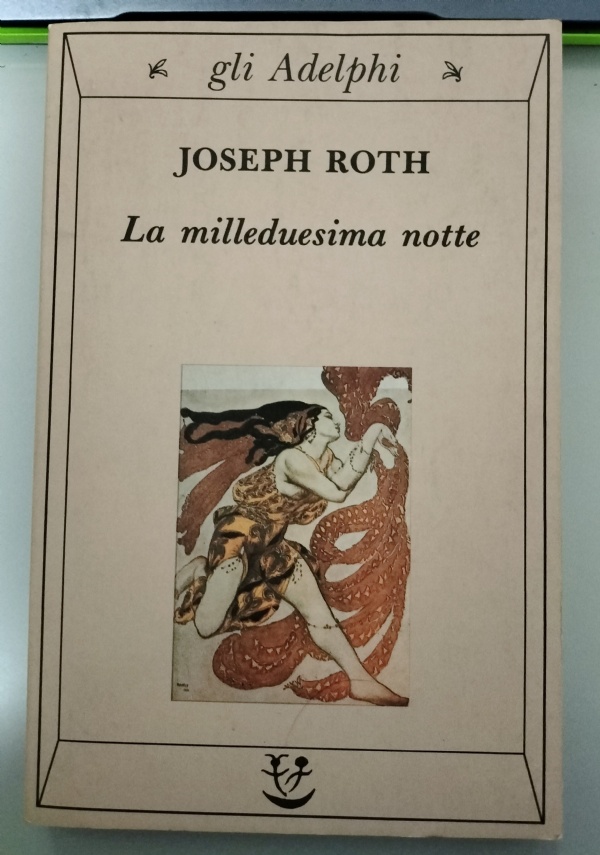 gli Adelphi
JOSEPH ROTH
La milleduesima notte